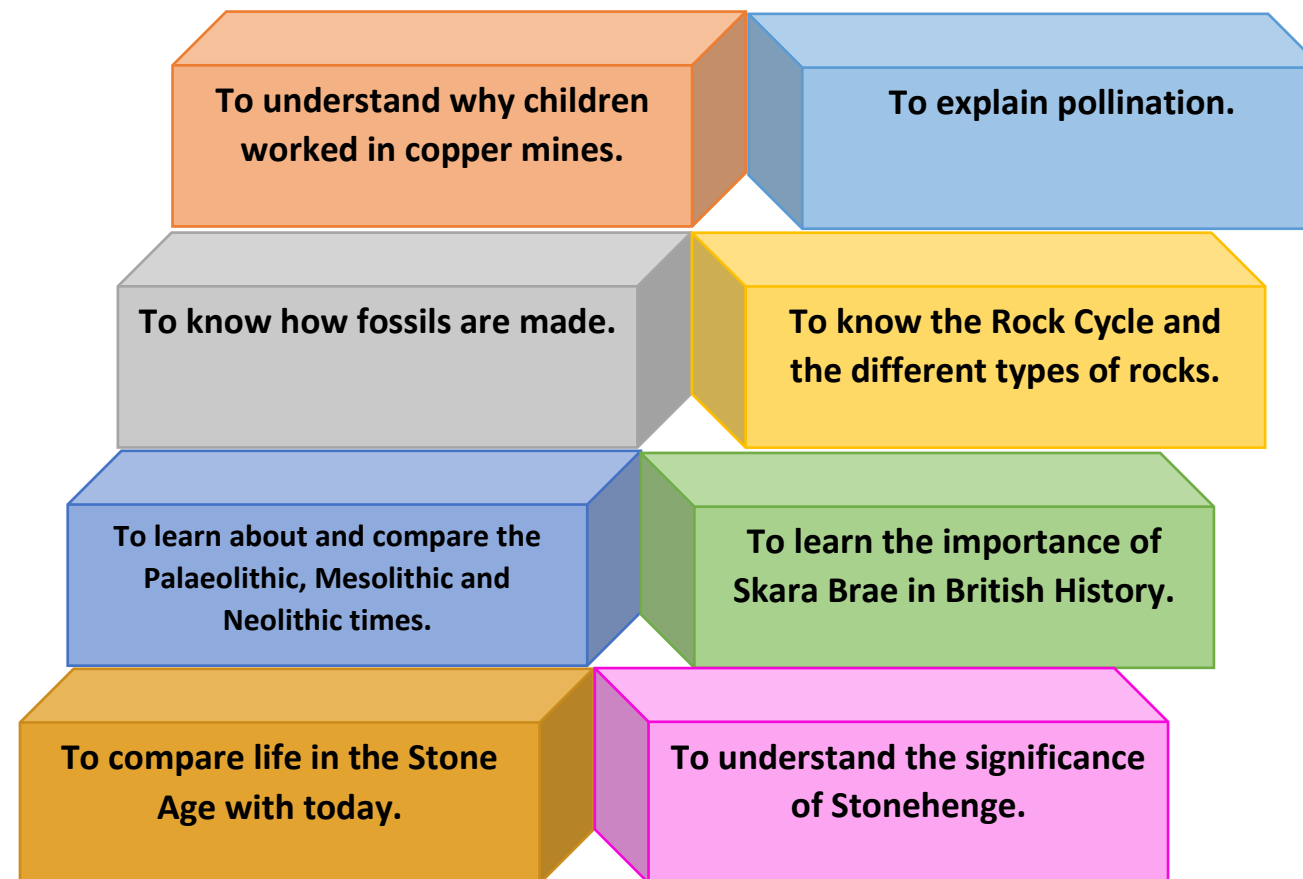 To understand why children
worked in copper mines.
To explain pollination.
To know how fossils are made.
To know the Rock Cycle and
the different types of rocks.
To learn about and compare the
Palaeolithic, Mesolithic and
Neolithic times.
To learn the importance of
Skara Brae in British History.
To compare life in the Stone
Age with today.
To understand the significance
of Stonehenge.